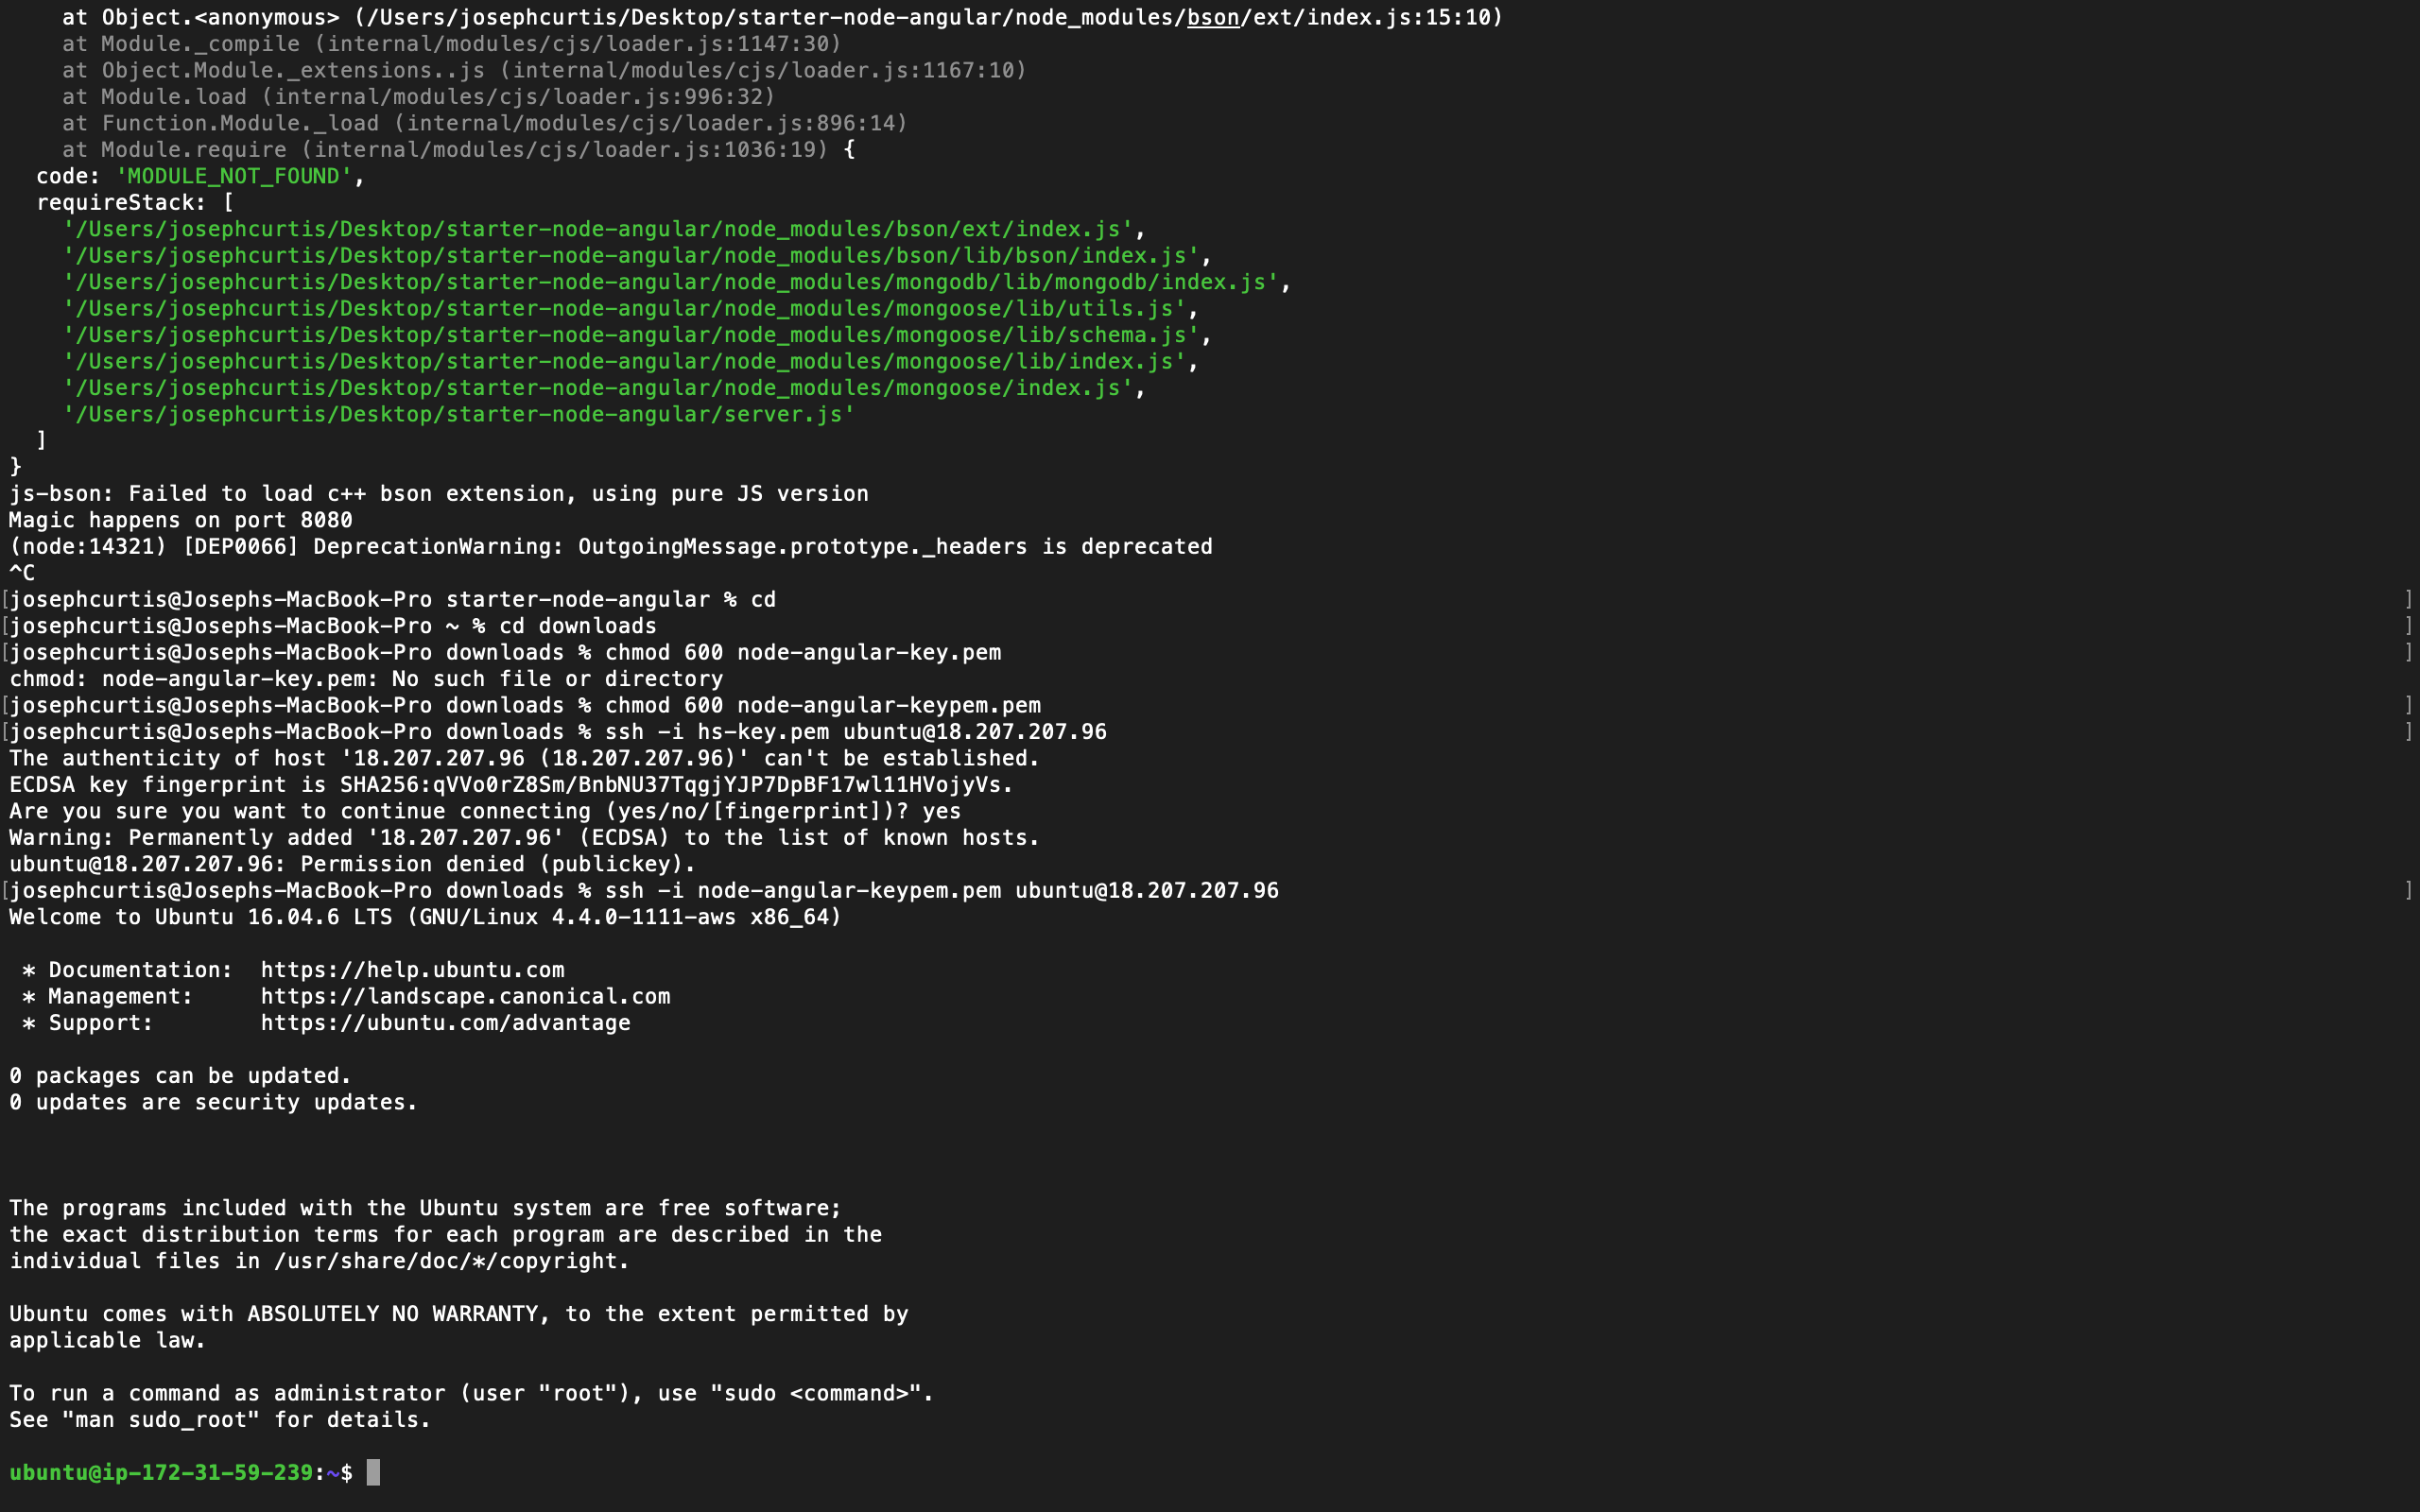 at Object.<anonymous> (/Users/josephcurtis/Desktop/starter-node-angular/node_modules/bson/ext/index.js:15:10)
    at Module._compile (internal/modules/cjs/loader.js:1147:30)
    at Object.Module._extensions..js (internal/modules/cjs/loader.js:1167:10)
    at Module.load (internal/modules/cjs/loader.js:996:32)
    at Function.Module._load (internal/modules/cjs/loader.js:896:14)
    at Module.require (internal/modules/cjs/loader.js:1036:19) {
  code: 'MODULE_NOT_FOUND',
  requireStack: [
    '/Users/josephcurtis/Desktop/starter-node-angular/node_modules/bson/ext/index.js',
    '/Users/josephcurtis/Desktop/starter-node-angular/node_modules/bson/lib/bson/index.js',
    '/Users/josephcurtis/Desktop/starter-node-angular/node_modules/mongodb/lib/mongodb/index.js',
    '/Users/josephcurtis/Desktop/starter-node-angular/node_modules/mongoose/lib/utils.js',
    '/Users/josephcurtis/Desktop/starter-node-angular/node_modules/mongoose/lib/schema.js',
    '/Users/josephcurtis/Desktop/starter-node-angular/node_modules/mongoose/lib/index.js',
    '/Users/josephcurtis/Desktop/starter-node-angular/node_modules/mongoose/index.js',
    '/Users/josephcurtis/Desktop/starter-node-angular/server.js'
  ]
}
js-bson: Failed to load c++ bson extension, using pure JS version
Magic happens on port 8080
(node:14321) [DEP0066] DeprecationWarning: OutgoingMessage.prototype._headers is deprecated
^C
[josephcurtis@Josephs-MacBook-Pro starter-node-angular % cd ]
[josephcurtis@Josephs-MacBook-Pro ~ % cd downloads ]
[josephcurtis@Josephs-MacBook-Pro downloads % chmod 600 node-angular-key.pem ]
chmod: node-angular-key.pem: No such file or directory
[josephcurtis@Josephs-MacBook-Pro downloads % chmod 600 node-angular-keypem.pem ]
[josephcurtis@Josephs-MacBook-Pro downloads % ssh -i hs-key.pem ubuntu@18.207.207.96 ]
The authenticity of host '18.207.207.96 (18.207.207.96)' can't be established.
ECDSA key fingerprint is SHA256:qVVo0rZ8Sm/BnbNU37TqgjYJP7DpBF17wl11HVojyVs.
Are you sure you want to continue connecting (yes/no/[fingerprint])? yes
Warning: Permanently added '18.207.207.96' (ECDSA) to the list of known hosts.
ubuntu@18.207.207.96: Permission denied (publickey).
[josephcurtis@Josephs-MacBook-Pro downloads % ssh -i node-angular-keypem.pem ubuntu@18.207.207.96 ]
Welcome to Ubuntu 16.04.6 LTS (GNU/Linux 4.4.0-1111-aws x86_64)

 * Documentation:  https://help.ubuntu.com
 * Management:     https://landscape.canonical.com
 * Support:        https://ubuntu.com/advantage

0 packages can be updated.
0 updates are security updates.

The programs included with the Ubuntu system are free software;
the exact distribution terms for each program are described in the
individual files in /usr/share/doc/*/copyright.

Ubuntu comes with ABSOLUTELY NO WARRANTY, to the extent permitted by
applicable law.

To run a command as administrator (user "root"), use "sudo <command>".
See "man sudo_root" for details.

ubuntu@ip-172-31-59-239:~$